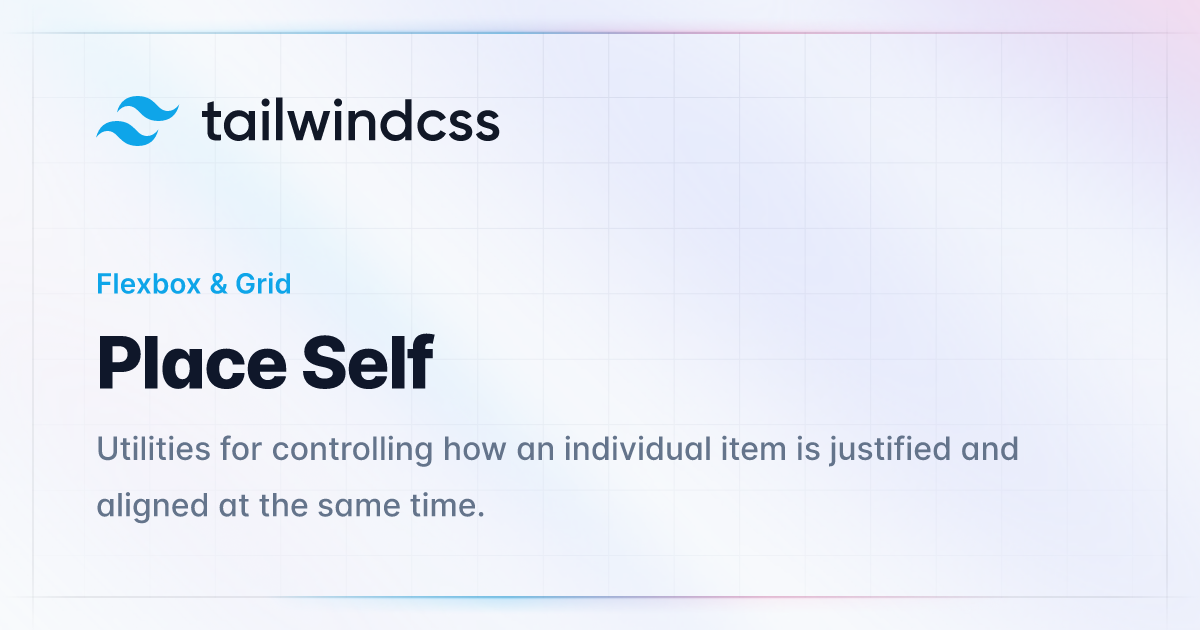 tailwindcss
Flexbox & Grid
Place Self
Utilities for controlling how an individual item is justified and
aligned at the same time.